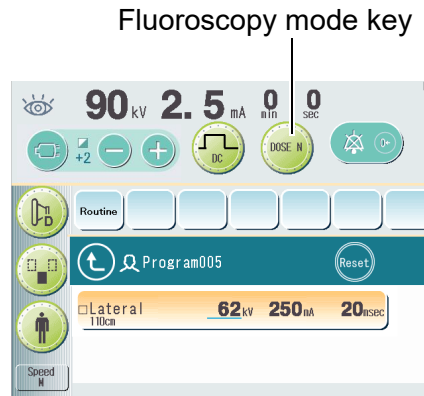 Fluoroscopy mode key
90 kV 2.5 mA 0 min 0 sec
+2
DC
DOSE N
Routine
D
Program005
Reset
Lateral 62 kV 250 mA 20 msec
110cm
Speed
N